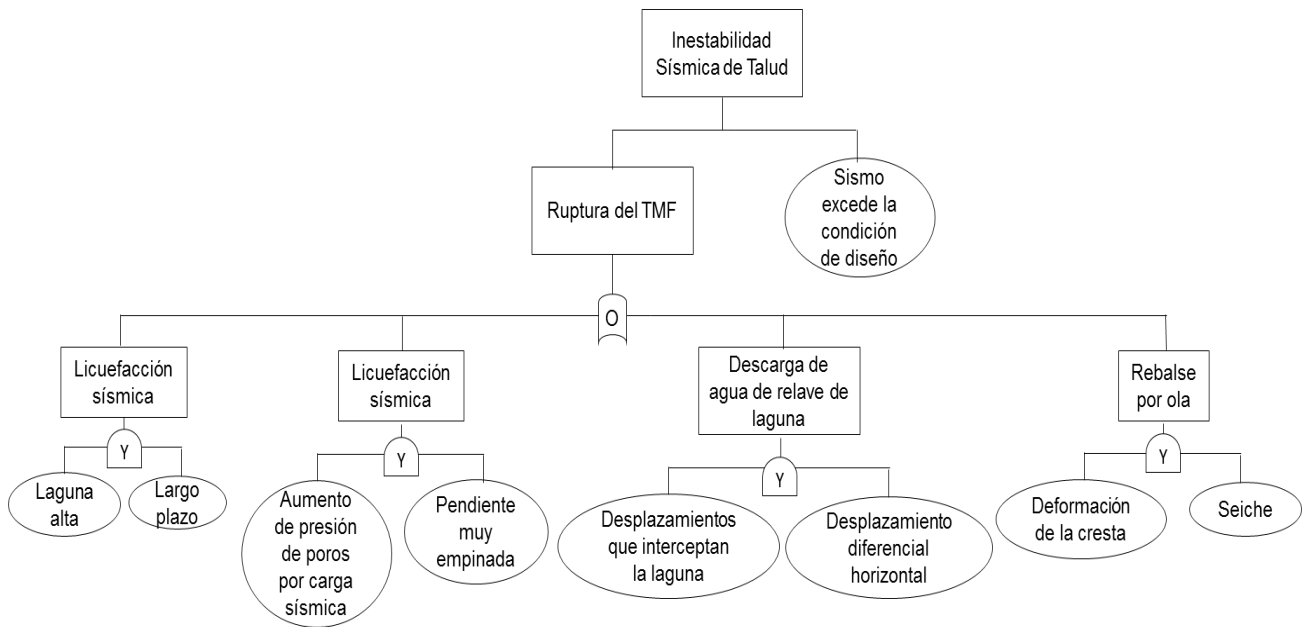 Inestabilidad
Sísmica de Talud
Ruptura del TMF
Sismo
excede la
condición
de diseño
O
Licuefacción
sísmica
Licuefacción
sísmica
Descarga de
agua de relave de
laguna
Rebalse
por ola
Y
Y
Y
Y
Laguna
alta
Largo
plazo
Aumento
de presión
de poros
por carga
sísmica
Pendiente
muy
empinada
Desplazamientos
que interceptan
la laguna
Desplazamiento
diferencial
horizontal
Deformación
de la cresta
Seiche